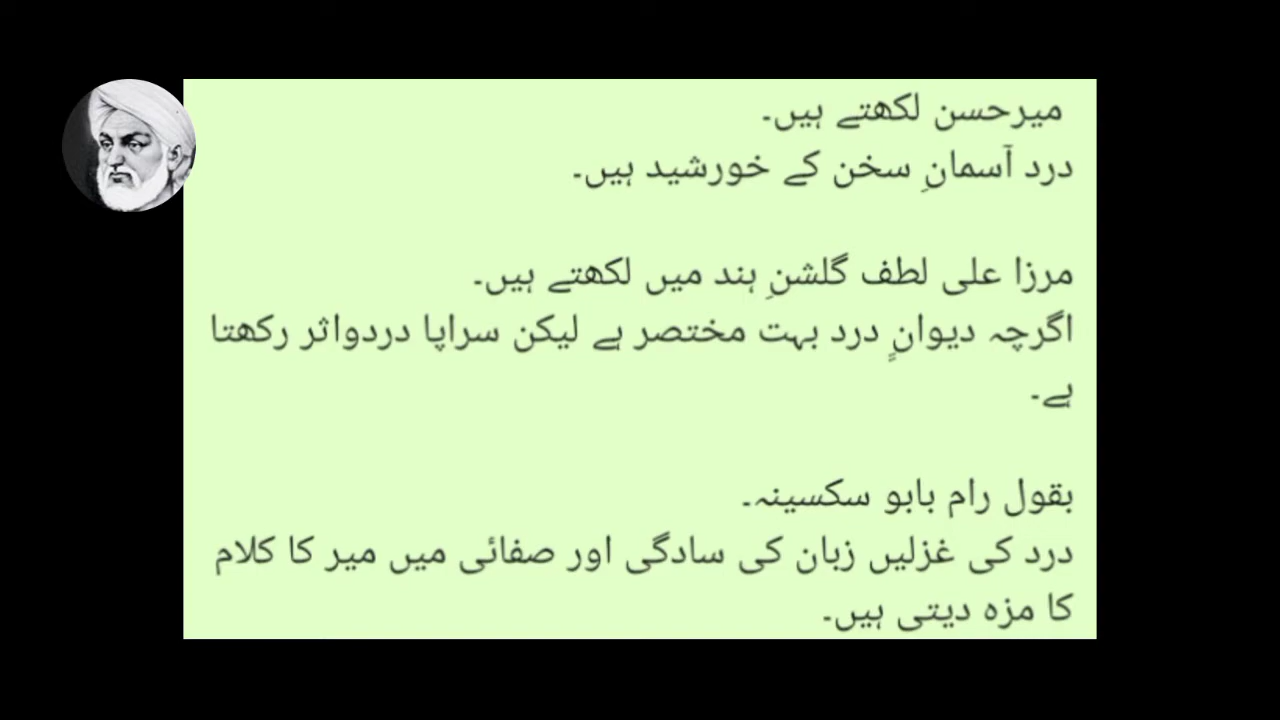 میرحسن لکھتے ہیں۔
درد آسمانِ سخن کے خورشید ہیں۔
مرزا علی لطف گلشنِ ہند میں لکھتے ہیں۔
اگرچہ دیوانِ درد بہت مختصر ہے لیکن سراپا دردواثر رکھتا
ہے۔
بقول رام بابو سکسینہ۔
درد کی غزلیں زبان کی سادگی اور صفائی میں میر کا کلام
کا مزہ دیتی ہیں۔